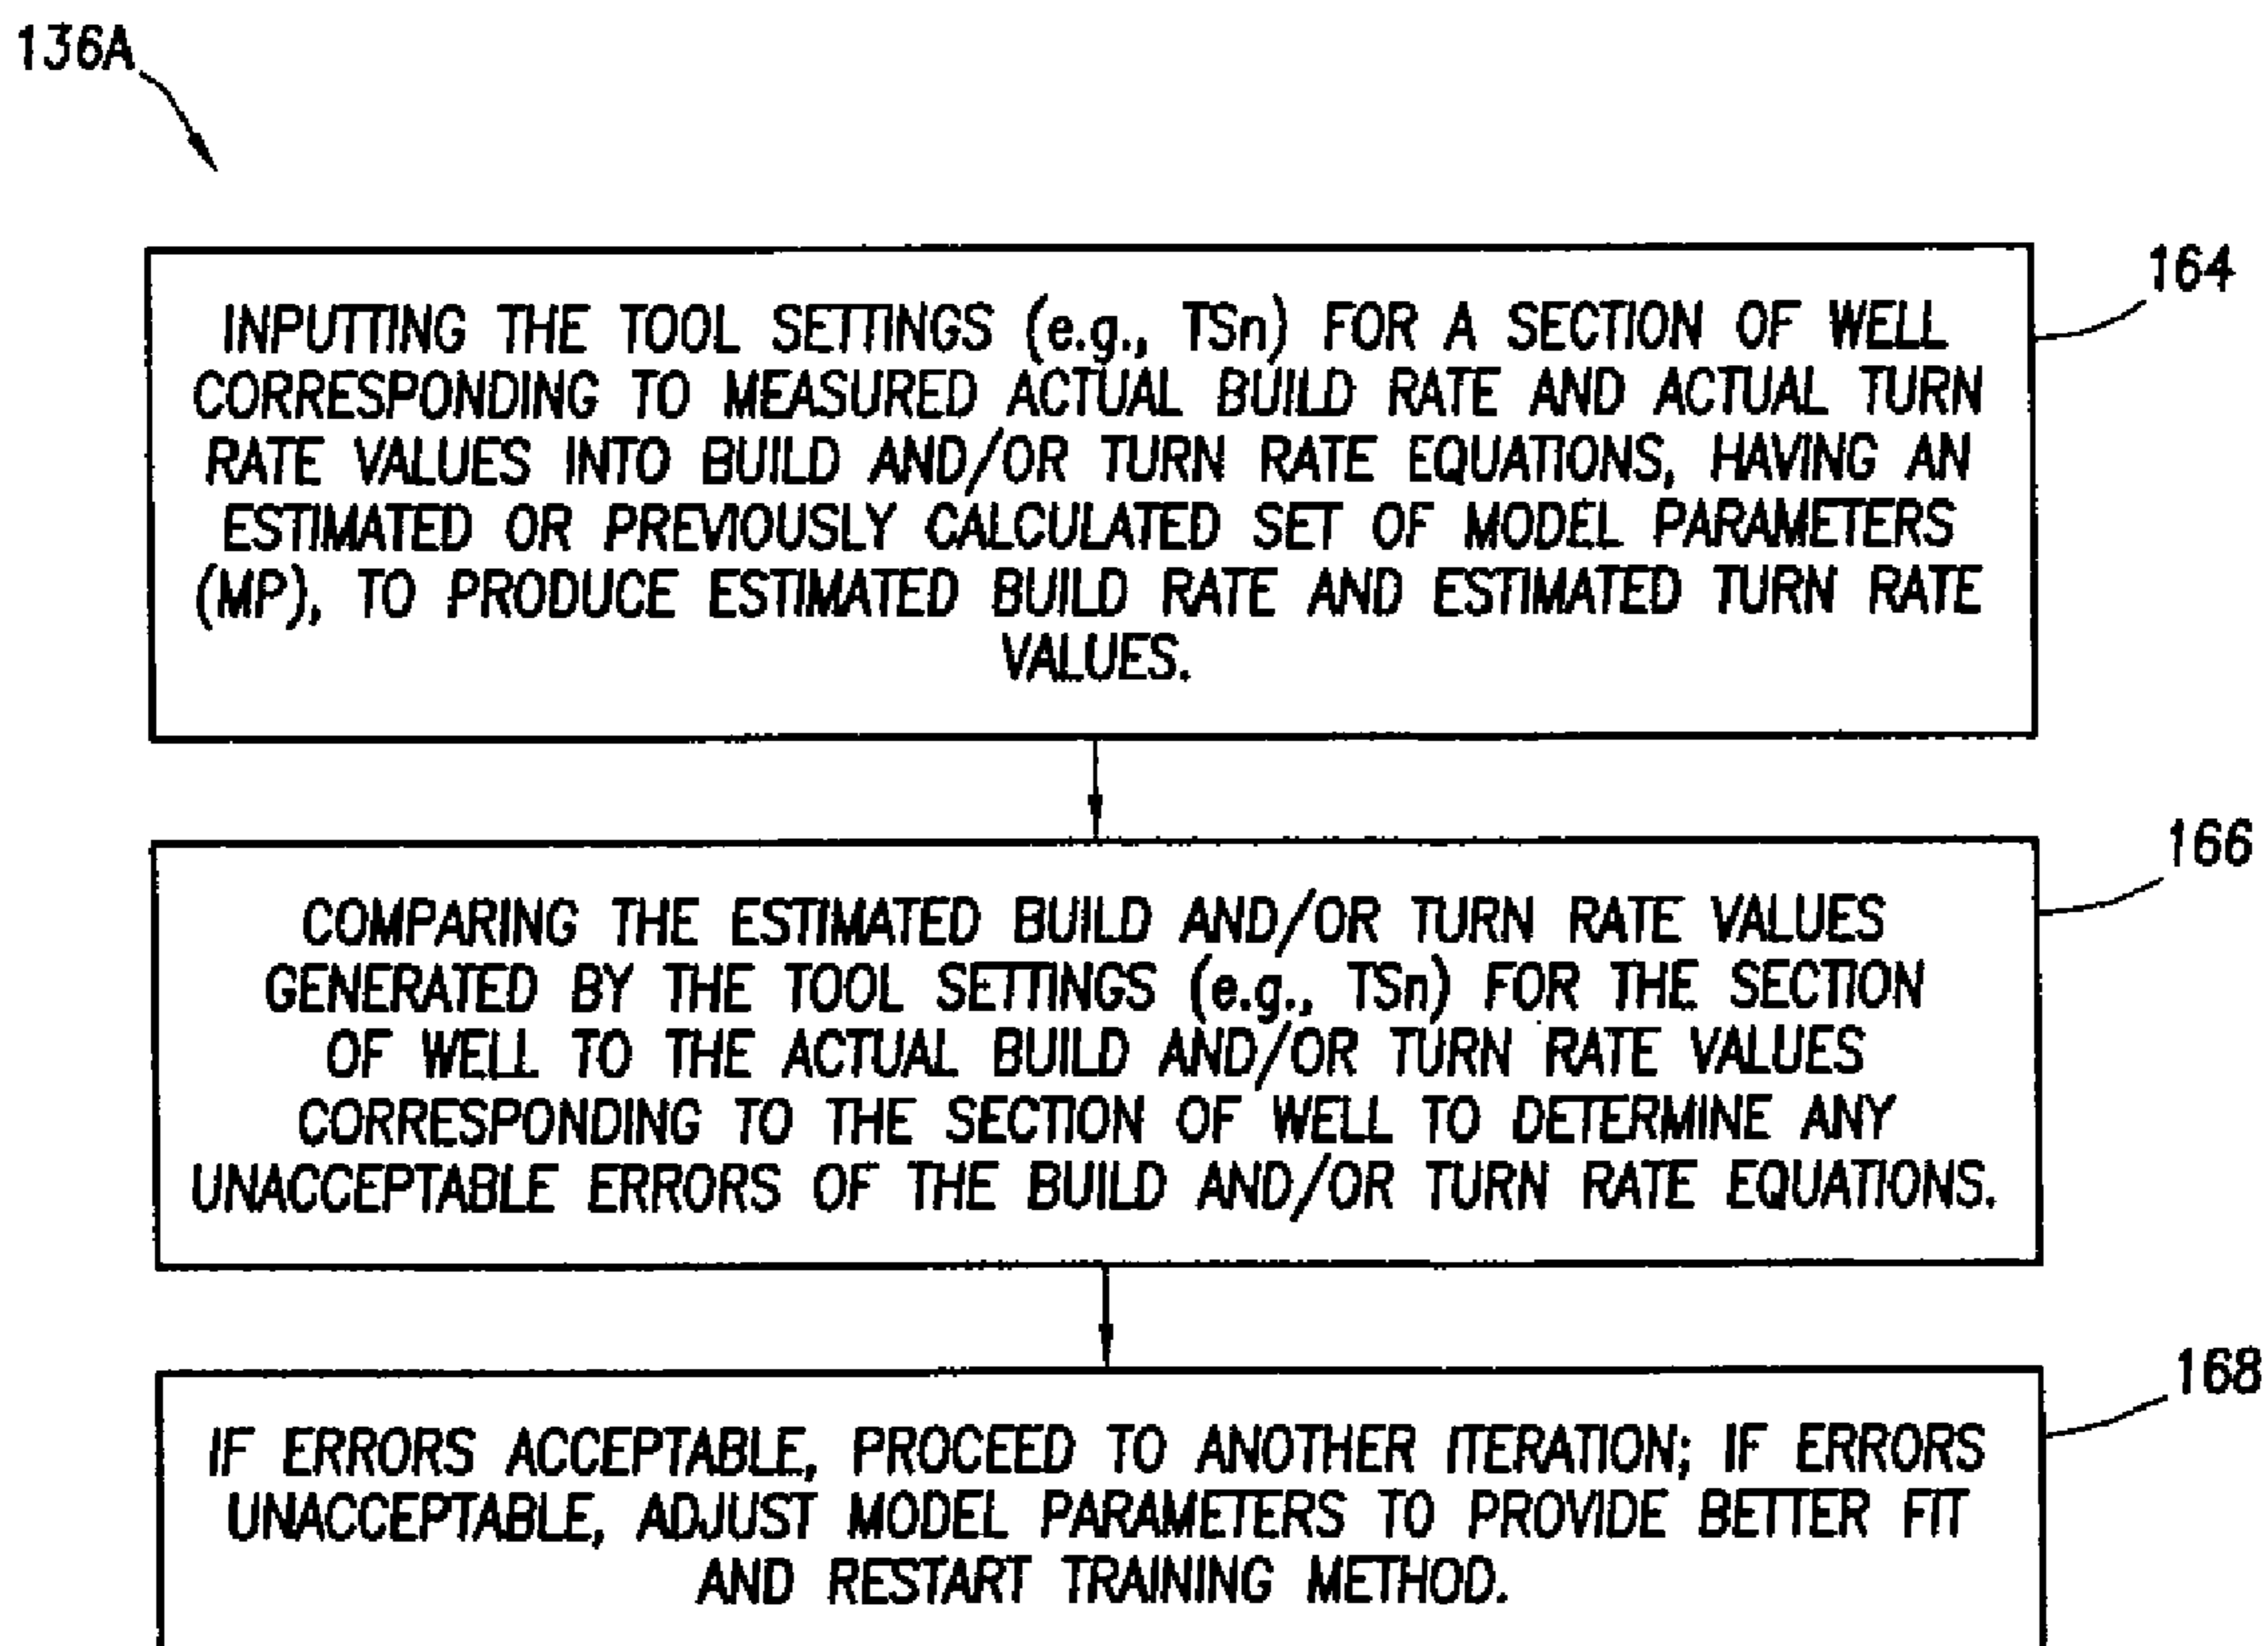 136A
164
INPUTTING THE TOOL SETTINGS (e.g., TSn) FOR A SECTION OF WELL
CORRESPONDING TO MEASURED ACTUAL BUILD RATE AND ACTUAL TURN
RATE VALUES INTO BUILD AND/OR TURN RATE EQUATIONS, HAVING AN
ESTIMATED OR PREVIOUSLY CALCULATED SET OF MODEL PARAMETERS
(MP), TO PRODUCE ESTIMATED BUILD RATE AND ESTIMATED TURN RATE
VALUES.
166
COMPARING THE ESTIMATED BUILD AND/OR TURN RATE VALUES
GENERATED BY THE TOOL SETTINGS (e.g., TSn) FOR THE SECTION
OF WELL TO THE ACTUAL BUILD AND/OR TURN RATE VALUES
CORRESPONDING TO THE SECTION OF WELL TO DETERMINE ANY
UNACCEPTABLE ERRORS OF THE BUILD AND/OR TURN RATE EQUATIONS.
168
IF ERRORS ACCEPTABLE, PROCEED TO ANOTHER ITERATION; IF ERRORS
UNACCEPTABLE, ADJUST MODEL PARAMETERS TO PROVIDE BETTER FIT
AND RESTART TRAINING METHOD.